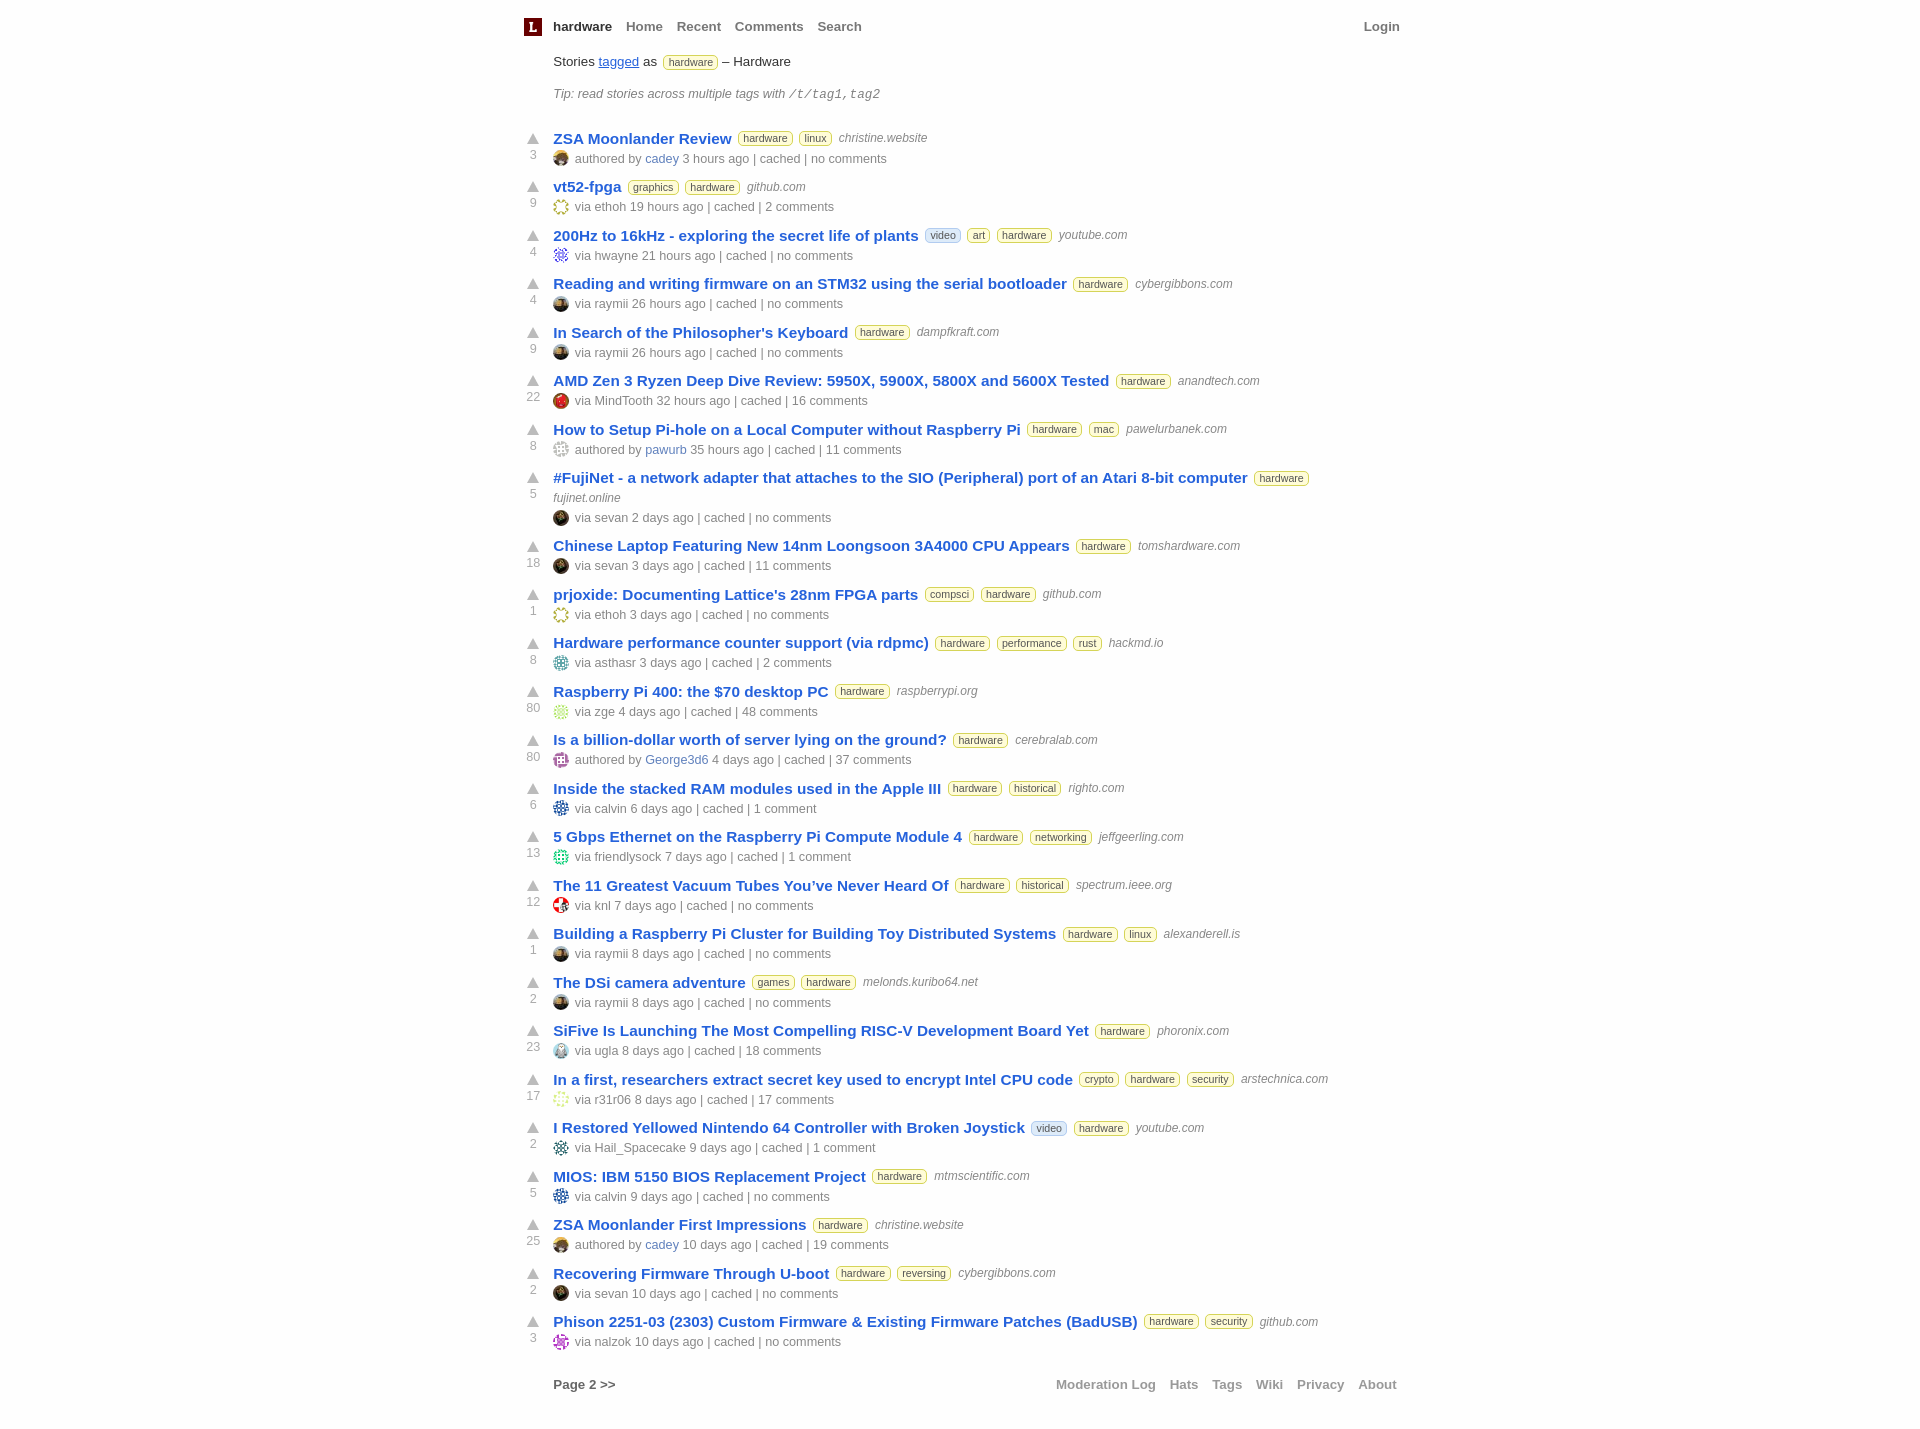 L hardware Home Recent Comments Search Login
Stories tagged as hardware – Hardware
Tip: read stories across multiple tags with /t/tag1,tag2
ZSA Moonlander Review hardware linux christine.website
3 authored by cadey 3 hours ago | cached | no comments
vt52-fpga graphics hardware github.com
9 via ethoh 19 hours ago | cached | 2 comments
200Hz to 16kHz - exploring the secret life of plants video art hardware youtube.com
4 via hwayne 21 hours ago | cached | no comments
Reading and writing firmware on an STM32 using the serial bootloader hardware cybergibbons.com
4 via raymii 26 hours ago | cached | no comments
In Search of the Philosopher's Keyboard hardware dampfkraft.com
9 via raymii 26 hours ago | cached | no comments
AMD Zen 3 Ryzen Deep Dive Review: 5950X, 5900X, 5800X and 5600X Tested hardware anandtech.com
22 via MindTooth 32 hours ago | cached | 16 comments
How to Setup Pi-hole on a Local Computer without Raspberry Pi hardware mac pawelurbanek.com
8 authored by pawurb 35 hours ago | cached | 11 comments
#FujiNet - a network adapter that attaches to the SIO (Peripheral) port of an Atari 8-bit computer hardware
5 fujinet.online
via sevan 2 days ago | cached | no comments
Chinese Laptop Featuring New 14nm Loongsoon 3A4000 CPU Appears hardware tomshardware.com
18 via sevan 3 days ago | cached | 11 comments
prjoxide: Documenting Lattice's 28nm FPGA parts compsci hardware github.com
1 via ethoh 3 days ago | cached | no comments
Hardware performance counter support (via rdpmc) hardware performance rust hackmd.io
8 via asthasr 3 days ago | cached | 2 comments
Raspberry Pi 400: the $70 desktop PC hardware raspberrypi.org
80 via zge 4 days ago | cached | 48 comments
Is a billion-dollar worth of server lying on the ground? hardware cerebralab.com
80 authored by George3d6 4 days ago | cached | 37 comments
Inside the stacked RAM modules used in the Apple III hardware historical righto.com
6 via calvin 6 days ago | cached | 1 comment
5 Gbps Ethernet on the Raspberry Pi Compute Module 4 hardware networking jeffgeerling.com
13 via friendlysock 7 days ago | cached | 1 comment
The 11 Greatest Vacuum Tubes You’ve Never Heard Of hardware historical spectrum.ieee.org
12 via knl 7 days ago | cached | no comments
Building a Raspberry Pi Cluster for Building Toy Distributed Systems hardware linux alexanderell.is
1 via raymii 8 days ago | cached | no comments
The DSi camera adventure games hardware melonds.kuribo64.net
2 via raymii 8 days ago | cached | no comments
SiFive Is Launching The Most Compelling RISC-V Development Board Yet hardware phoronix.com
23 via ugla 8 days ago | cached | 18 comments
In a first, researchers extract secret key used to encrypt Intel CPU code crypto hardware security arstechnica.com
17 via r31r06 8 days ago | cached | 17 comments
I Restored Yellowed Nintendo 64 Controller with Broken Joystick video hardware youtube.com
2 via Hail_Spacecake 9 days ago | cached | 1 comment
MIOS: IBM 5150 BIOS Replacement Project hardware mtmscientific.com
5 via calvin 9 days ago | cached | no comments
ZSA Moonlander First Impressions hardware christine.website
25 authored by cadey 10 days ago | cached | 19 comments
Recovering Firmware Through U-boot hardware reversing cybergibbons.com
2 via sevan 10 days ago | cached | no comments
Phison 2251-03 (2303) Custom Firmware & Existing Firmware Patches (BadUSB) hardware security github.com
3 via nalzok 10 days ago | cached | no comments
Page 2 >> Moderation Log Hats Tags Wiki Privacy About